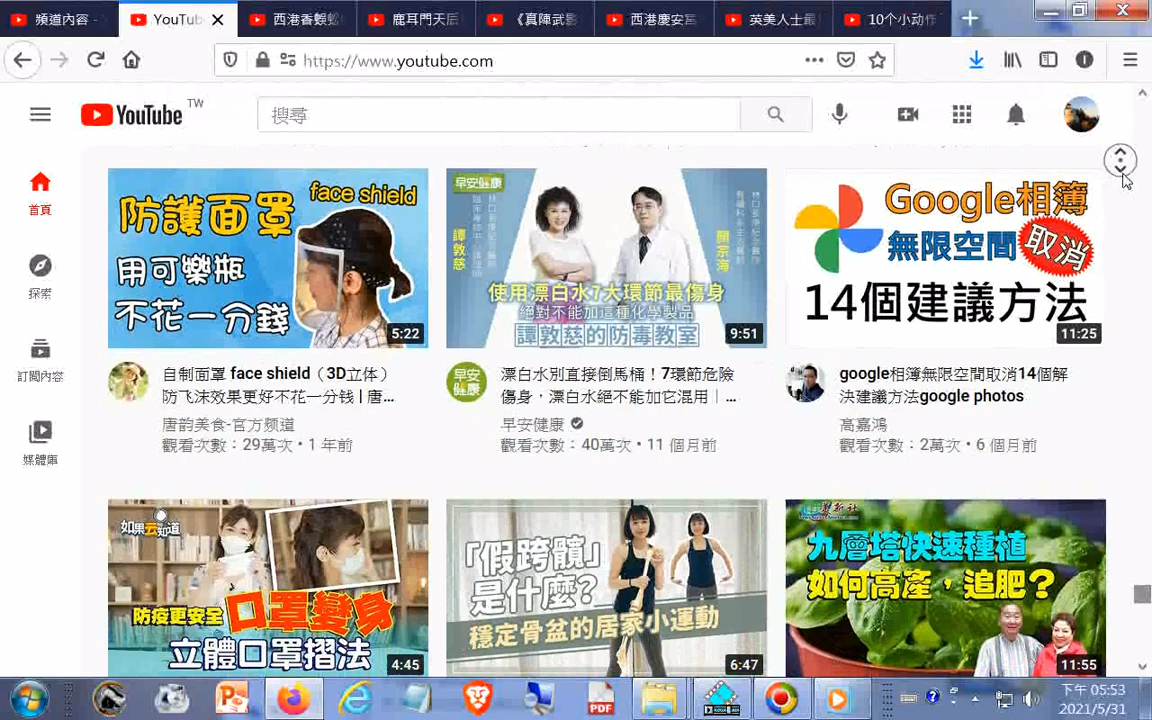 頻道內容 -
YouTube
西港香
鹿耳門天后
《真陣武
西港慶安宮
英美人士最
10个小动作
https://www.youtube.com
YouTube
TW
搜尋
首頁
探索
訂閱內容
媒體庫
防護面罩
face shield
用可樂瓶
不花一分錢
5:22
自制面罩 face shield（3D立体）
防飞沫效果更好不花一分钱 | 唐...
唐韵美食-官方频道
觀看次數：29萬次 • 1 年前
早安健康
譚敦慈
顏宗海
使用漂白水7大環節最傷身
絕對不能加這種化學製品
譚敦慈的防毒教室
9:51
漂白水別直接倒馬桶！7環節危險
傷身，漂白水絕不能加它混用｜...
早安健康
觀看次數：40萬次 • 11 個月前
Google相簿
無限空間
取消
14個建議方法
11:25
google相簿無限空間取消14個解
決建議方法google photos
高嘉鴻
觀看次數：2萬次 • 6 個月前
如果云知道
防疫更安全
口罩變身
立體口罩摺法
4:45
「假跨髖」
是什麼?
穩定骨盆的居家小運動
6:47
九層塔快速種植
如何高產，追肥？
11:55
PDF
下午 05:53
2021/5/31